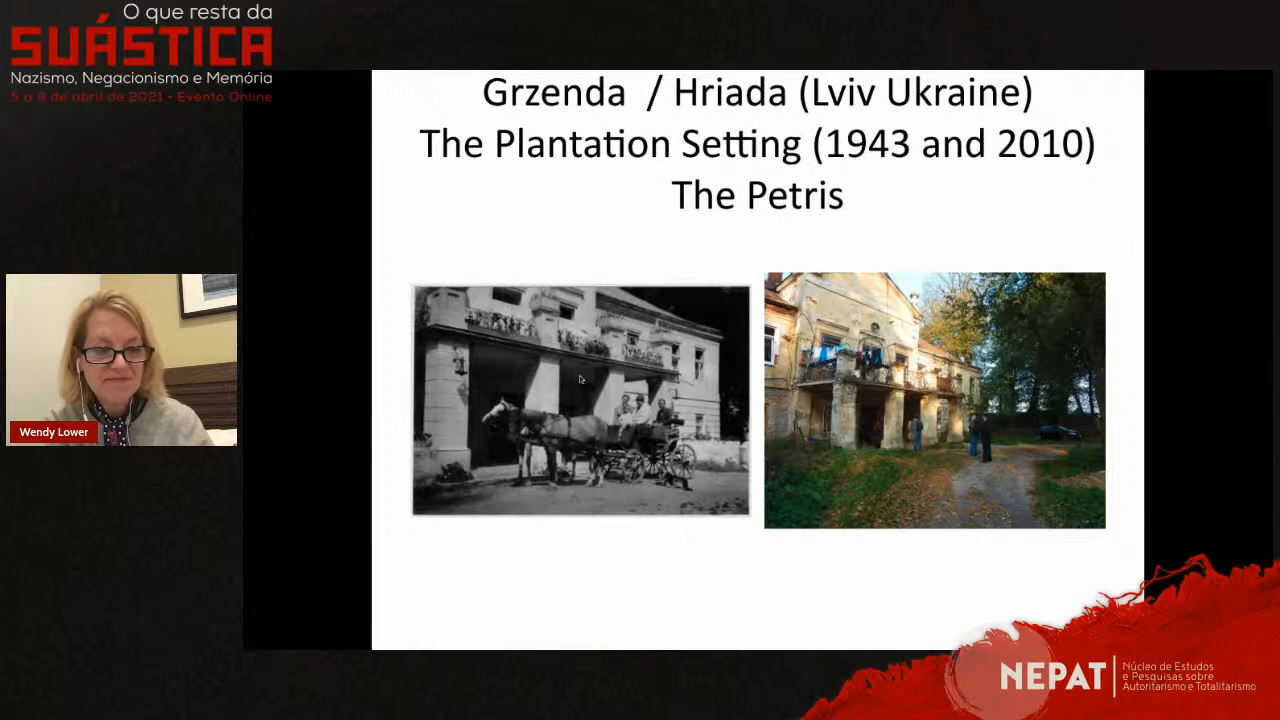 O que resta da
SUÁSTICA
Nazismo, Negacionismo e Memória
5 a 9 de abril de 2021 - Evento Online
Grzenda / Hriada (Lviv Ukraine)
The Plantation Setting (1943 and 2010)
The Petris
Wendy Lower
NEPAT
Núcleo de Estudos
e Pesquisas sobre
Autoritarismo e Totalitarismo